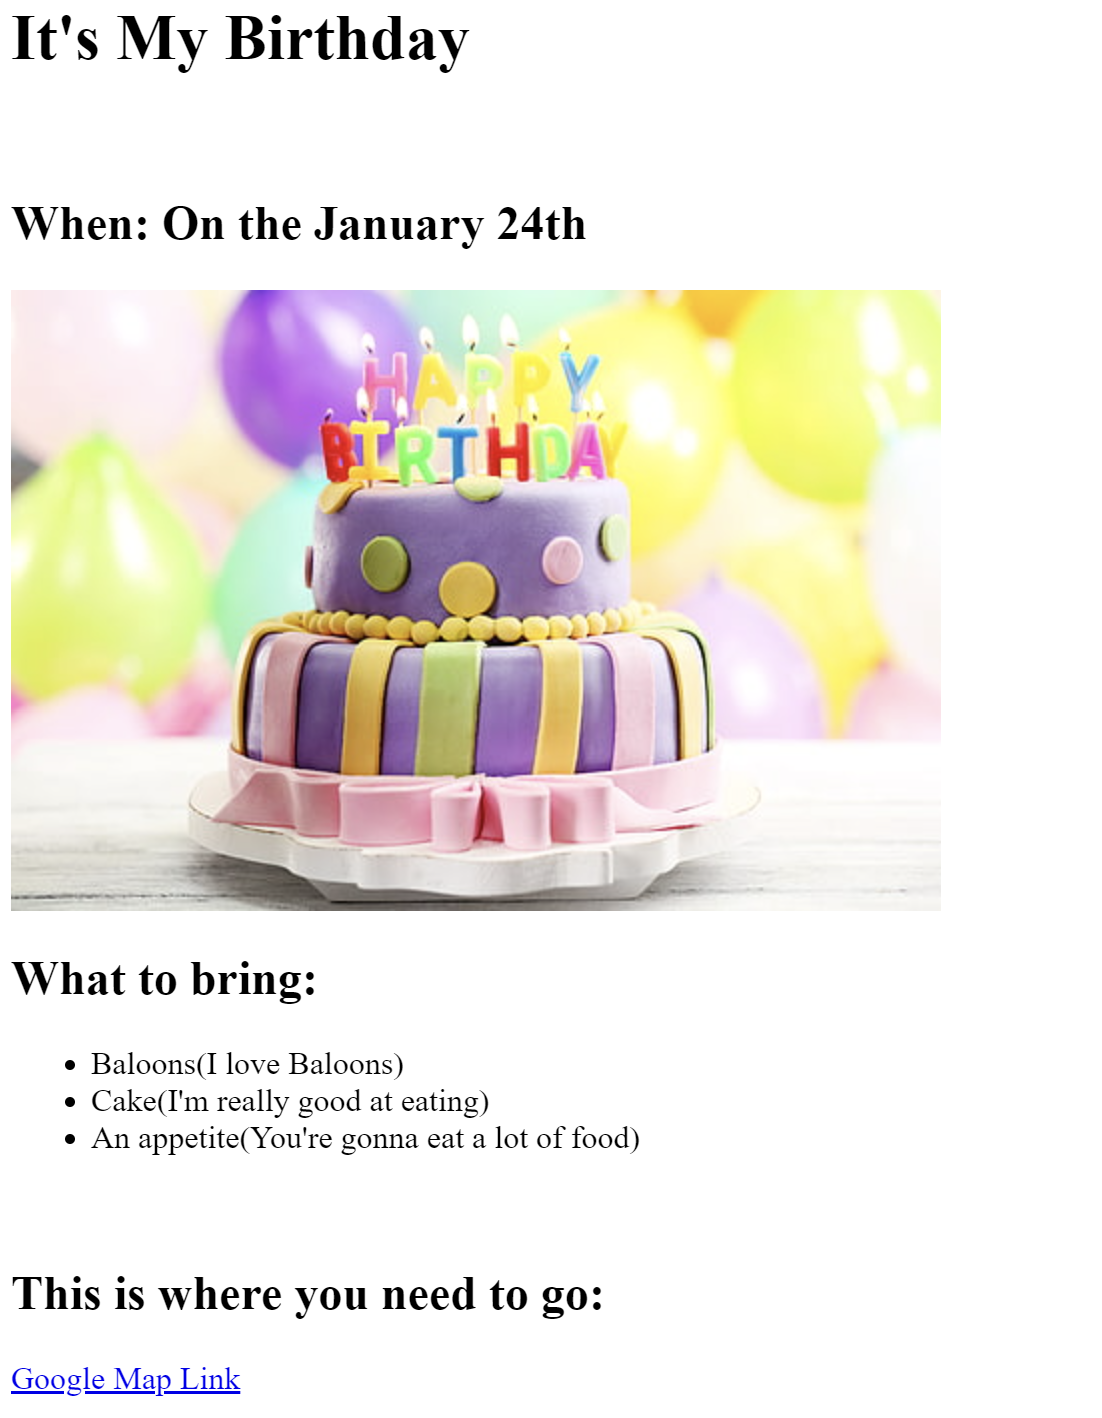 It's My Birthday
When: On the January 24th
HAPPY
BIRTHDAY
What to bring:
Baloons(I love Baloons)
Cake(I'm really good at eating)
An appetite(You're gonna eat a lot of food)
This is where you need to go:
Google Map Link